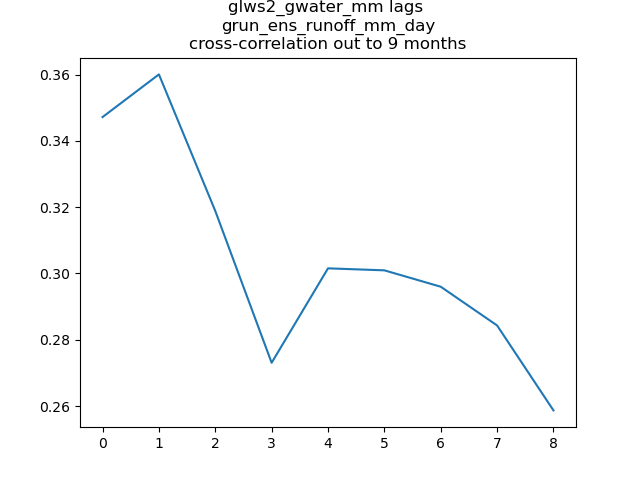 glws2_gwater_mm lags
grun_ens_runoff_mm_day
cross-correlation out to 9 months
0.36
0.34
0.32
0.30
0.28
0.26
0 1 2 3 4 5 6 7 8